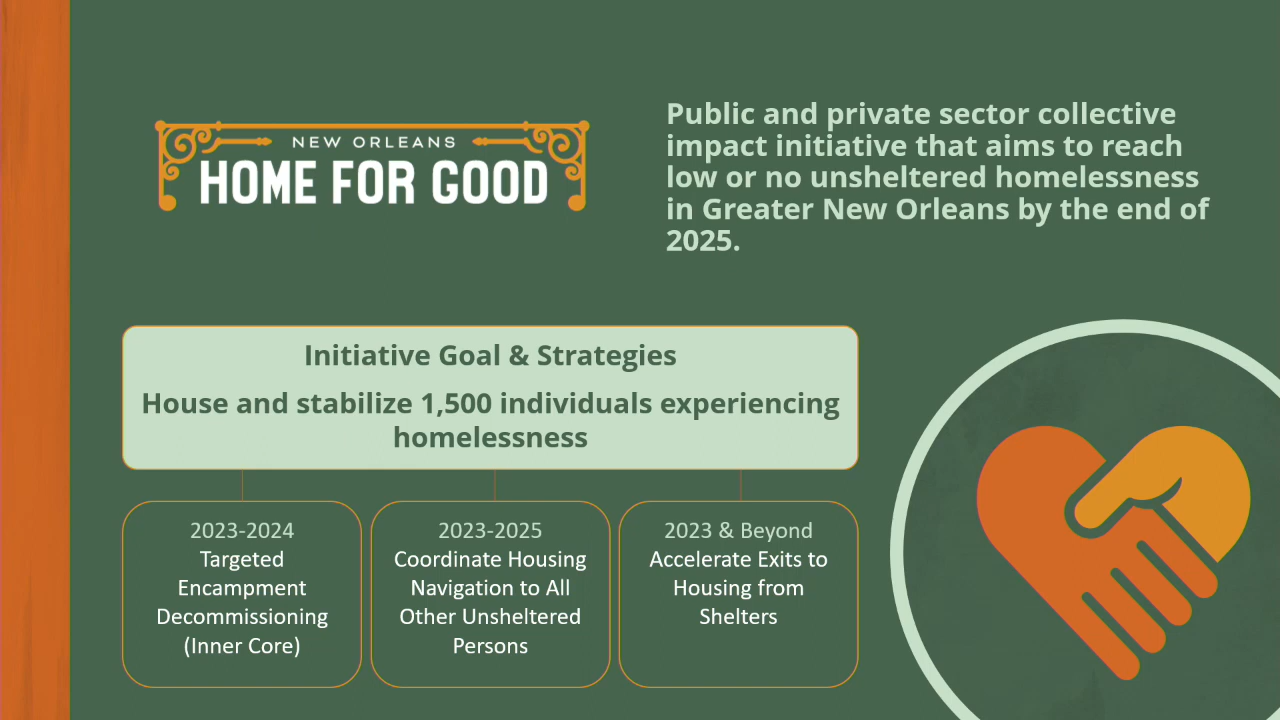 NEW ORLEANS
HOME FOR GOOD
Public and private sector collective
impact initiative that aims to reach
low or no unsheltered homelessness
in Greater New Orleans by the end of
2025.
Initiative Goal & Strategies
House and stabilize 1,500 individuals experiencing
homelessness
2023-2024
Targeted
Encampment
Decommissioning
(Inner Core)
2023-2025
Coordinate Housing
Navigation to All
Other Unsheltered
Persons
2023 & Beyond
Accelerate Exits to
Housing from
Shelters